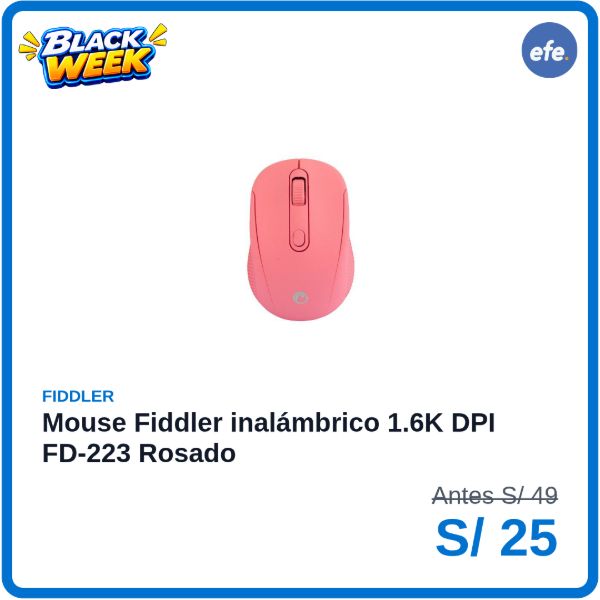 BLACK
WEEK
efe.
FIDDLER
Mouse Fiddler inalámbrico 1.6K DPI
FD-223 Rosado
Antes S/ 49
S/ 25